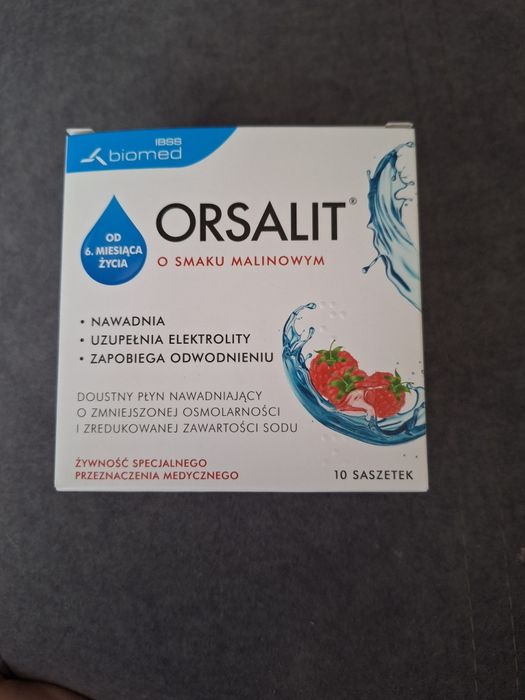 IBSS
biomed
OD
6. MIESIĄCA
ŻYCIA
ORSALIT®
O SMAKU MALINOWYM
• NAWADNIA
• UZUPEŁNIA ELEKTROLITY
• ZAPOBIEGA ODWODNIENIU
DOUSTNY PŁYN NAWADNIAJĄCY
O ZMNIEJSZONEJ OSMOLARNOŚCI
I ZREDUKOWANEJ ZAWARTOŚCI SODU
ŻYWNOŚĆ SPECJALNEGO
PRZEZNACZENIA MEDYCZNEGO
10 SASZETEK